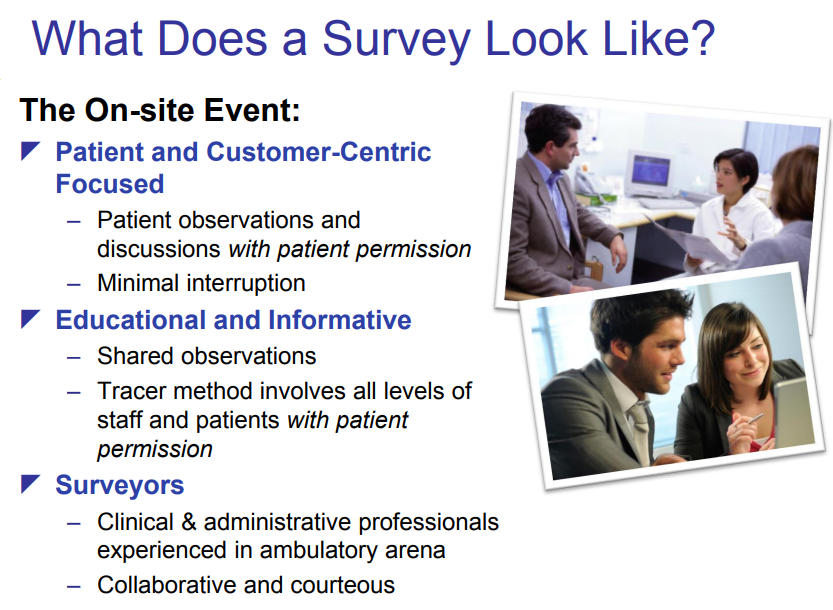 What Does a Survey Look Like?
The On-site Event:
Patient and Customer-Centric
Focused
– Patient observations and
discussions with patient permission
– Minimal interruption
Educational and Informative
– Shared observations
– Tracer method involves all levels of
staff and patients with patient
permission
Surveyors
– Clinical & administrative professionals
experienced in ambulatory arena
– Collaborative and courteous